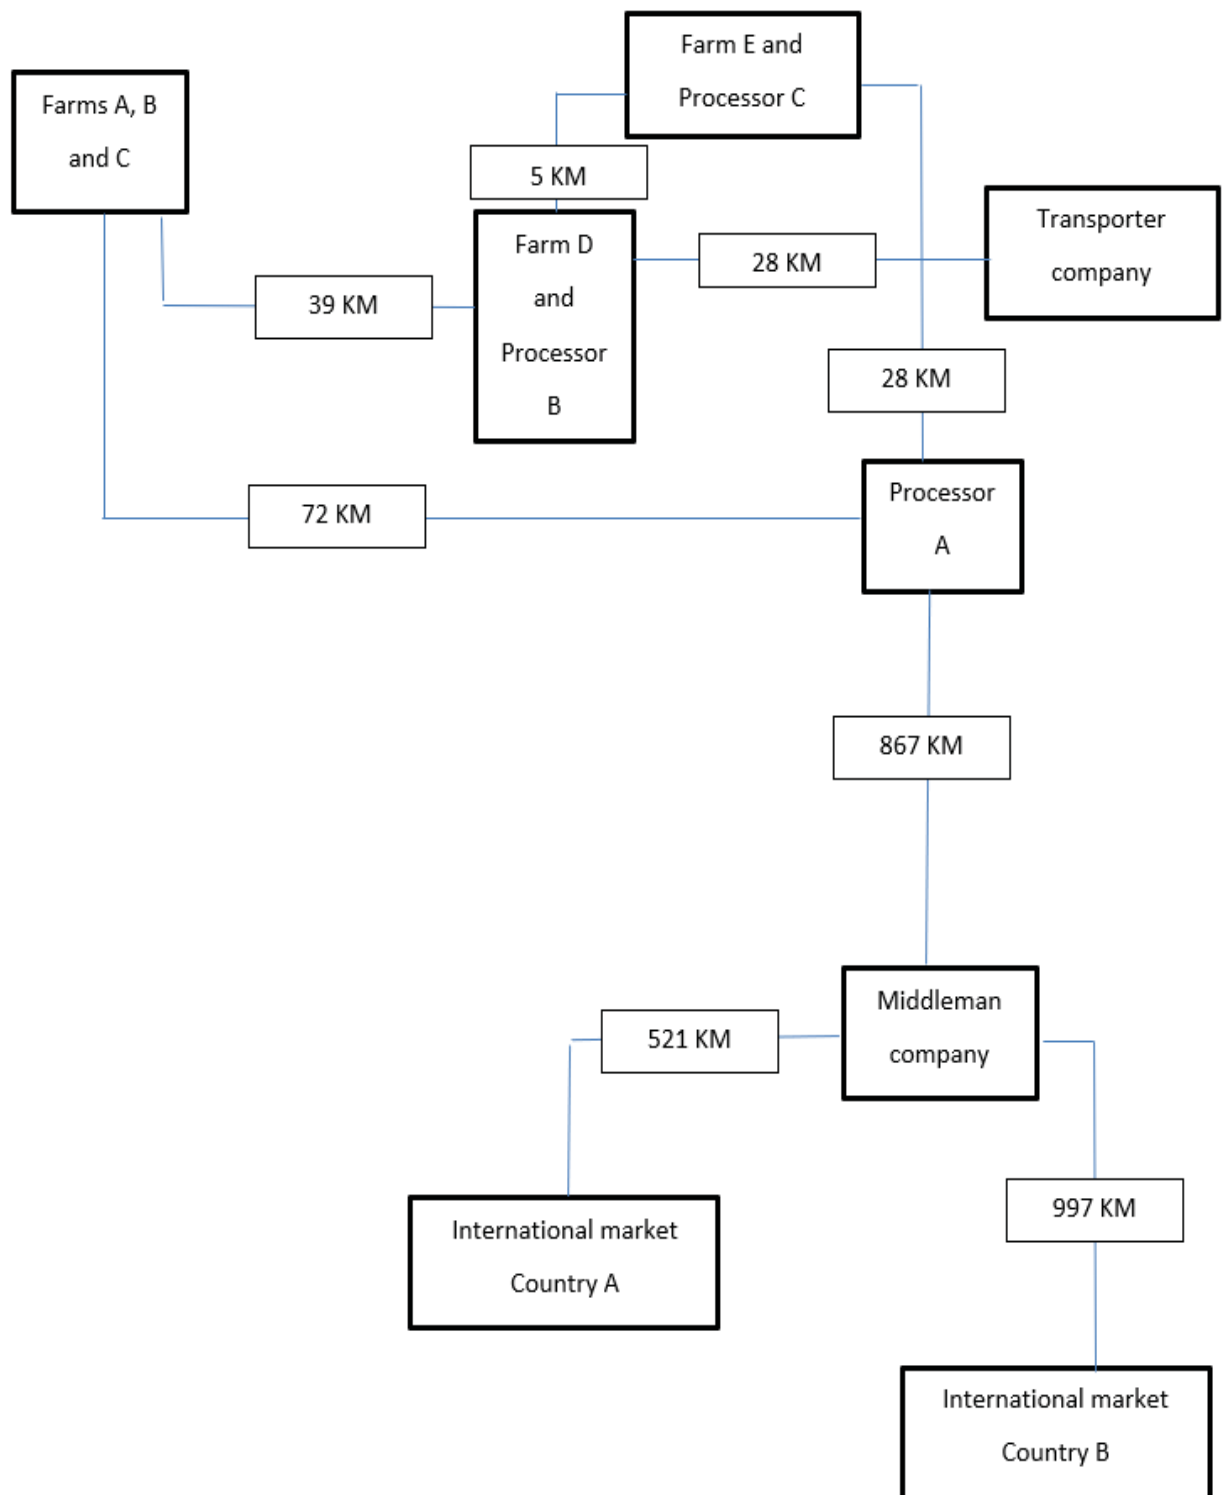 Farm E and
Processor C
Farms A, B
and C
5 KM
Transporter
company
Farm D
and
Processor
B
28 KM
39 KM
28 KM
Processor
A
72 KM
867 KM
Middleman
company
521 KM
997 KM
International market
Country A
International market
Country B